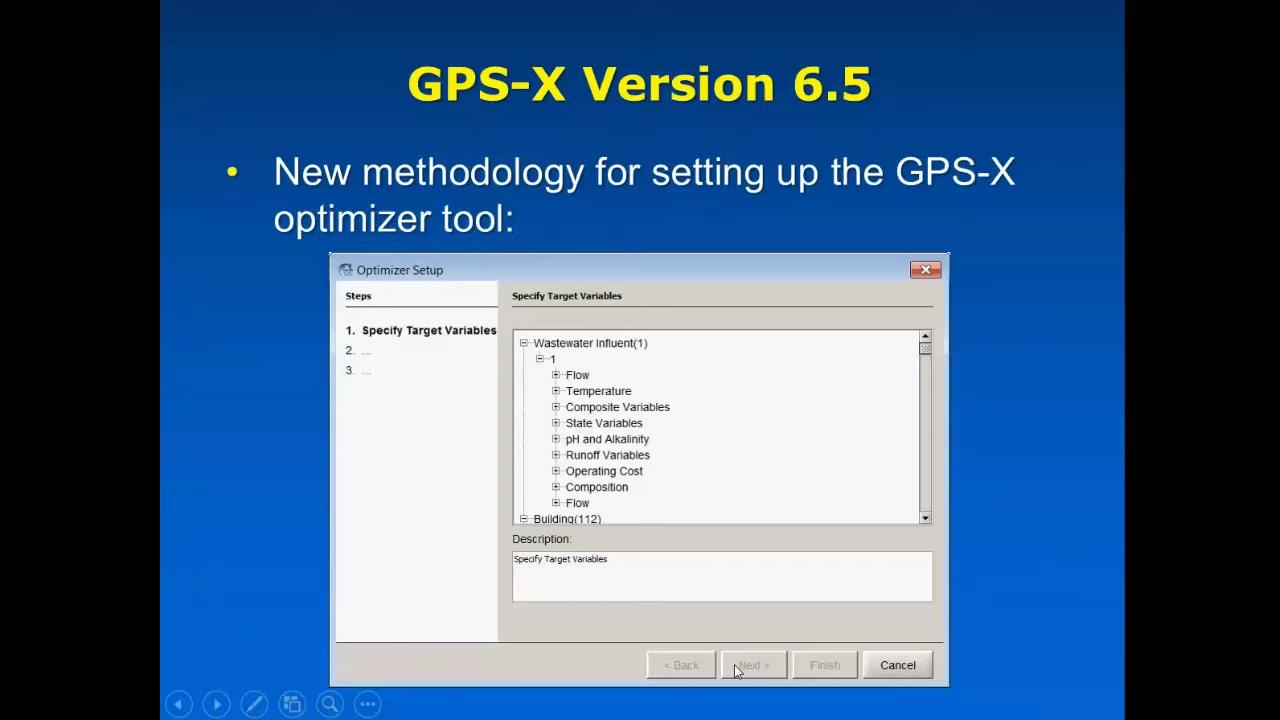 GPS-X Version 6.5
• New methodology for setting up the GPS-X
optimizer tool:
Optimizer Setup
Steps
1. Specify Target Variables
2. ...
3. ...
Specify Target Variables
Wastewater Influent(1)
1
Flow
Temperature
Composite Variables
State Variables
pH and Alkalinity
Runoff Variables
Operating Cost
Composition
Flow
Building(112)
Description:
Specify Target Variables
< Back
Next >
Finish
Cancel